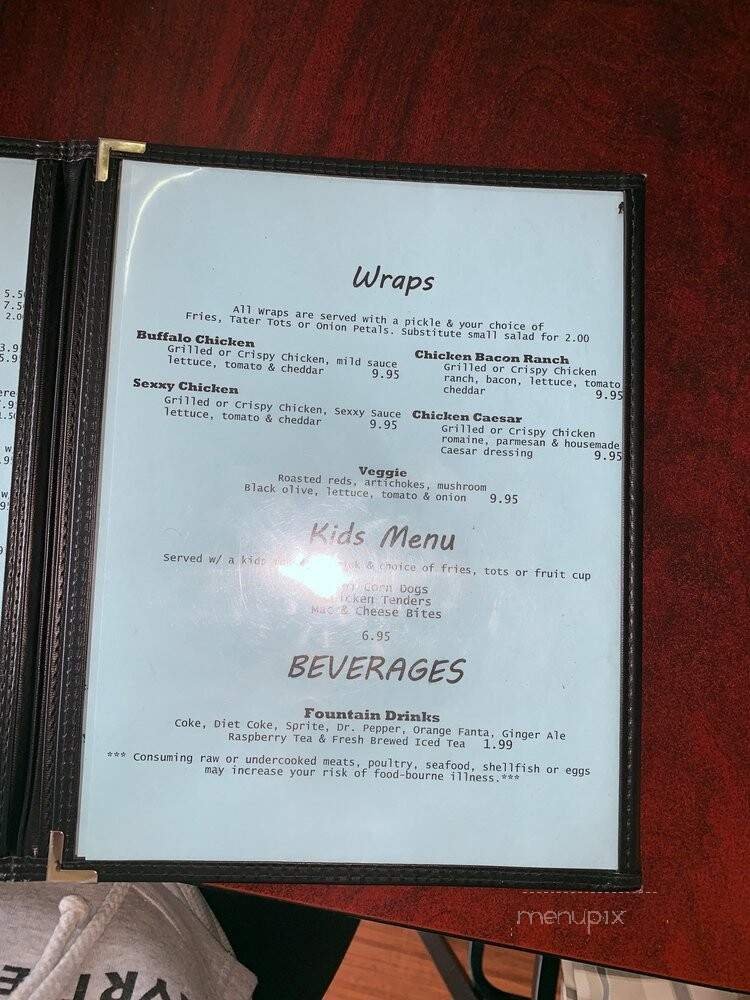 Wraps
All Wraps are served with a pickle & your choice of
Fries, Tater Tots or Onion Petals. Substitute small salad for 2.00
Buffalo Chicken
Grilled or Crispy Chicken, mild sauce
lettuce, tomato & cheddar 9.95
Sexxy Chicken
Grilled or Crispy Chicken, Sexxy Sauce
lettuce, tomato & cheddar 9.95
Chicken Bacon Ranch
Grilled or Crispy Chicken
ranch, bacon, lettuce, tomato
cheddar 9.95
Chicken Caesar
Grilled or Crispy Chicken
romaine, parmesan & housemade
Caesar dressing 9.95
Veggie
Roasted reds, artichokes, mushroom
Black olive, lettuce, tomato & onion 9.95
Kids Menu
Served w/ a kids & choice of fries, tots or fruit cup
Corn Dogs
Chicken Tenders
Mac & Cheese Bites
6.95
BEVERAGES
Fountain Drinks
Coke, Diet Coke, Sprite, Dr. Pepper, Orange Fanta, Ginger Ale
Raspberry Tea & Fresh Brewed Iced Tea 1.99
*** Consuming raw or undercooked meats, poultry, seafood, shellfish or eggs
may increase your risk of food-bourne illness.***
menupix